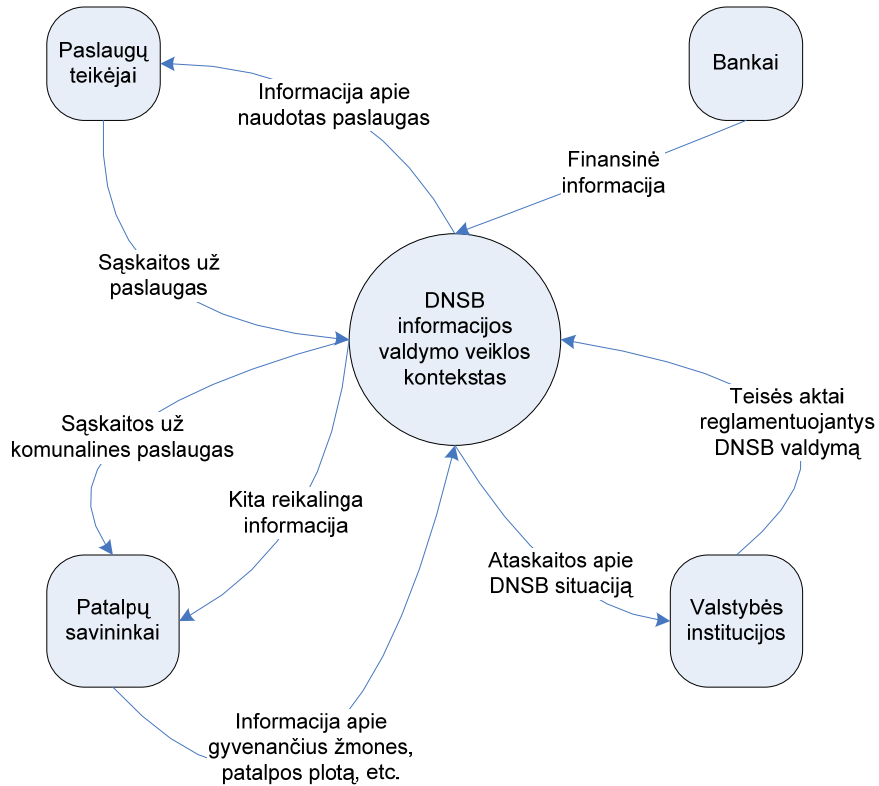 Paslaugų
teikėjai
Bankai
Informacija apie
naudotas paslaugas
Finansinė
informacija
Sąskaitos už
paslaugas
DNSB
informacijos
valdymo veiklos
kontekstas
Teisės aktai
reglamentuojantys
DNSB valdymą
Sąskaitos už
komunalines paslaugas
Kita reikalinga
informacija
Ataskaitos apie
DNSB situaciją
Patalpų
savininkai
Valstybės
institucijos
Informacija apie
gyvenančius žmones,
patalpos plotą, etc.